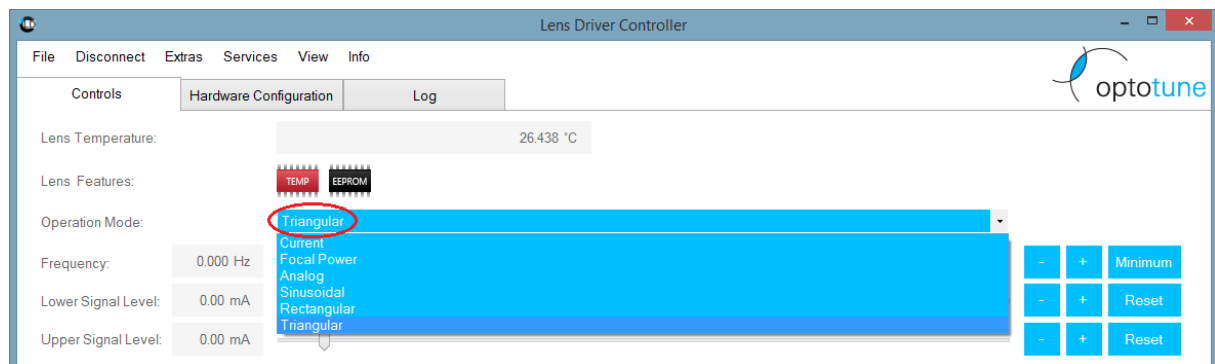 Lens Driver Controller
File Disconnect Extras Services View Info
optotune
Controls Hardware Configuration Log
Lens Temperature: 26.438 °C
Lens Features: TEMP EEPROM
Operation Mode: Triangular
Current
Focal Power
Analog
Sinusoidal
Rectangular
Triangular
Frequency: 0.000 Hz - + Minimum
Lower Signal Level: 0.00 mA - + Reset
Upper Signal Level: 0.00 mA - + Reset